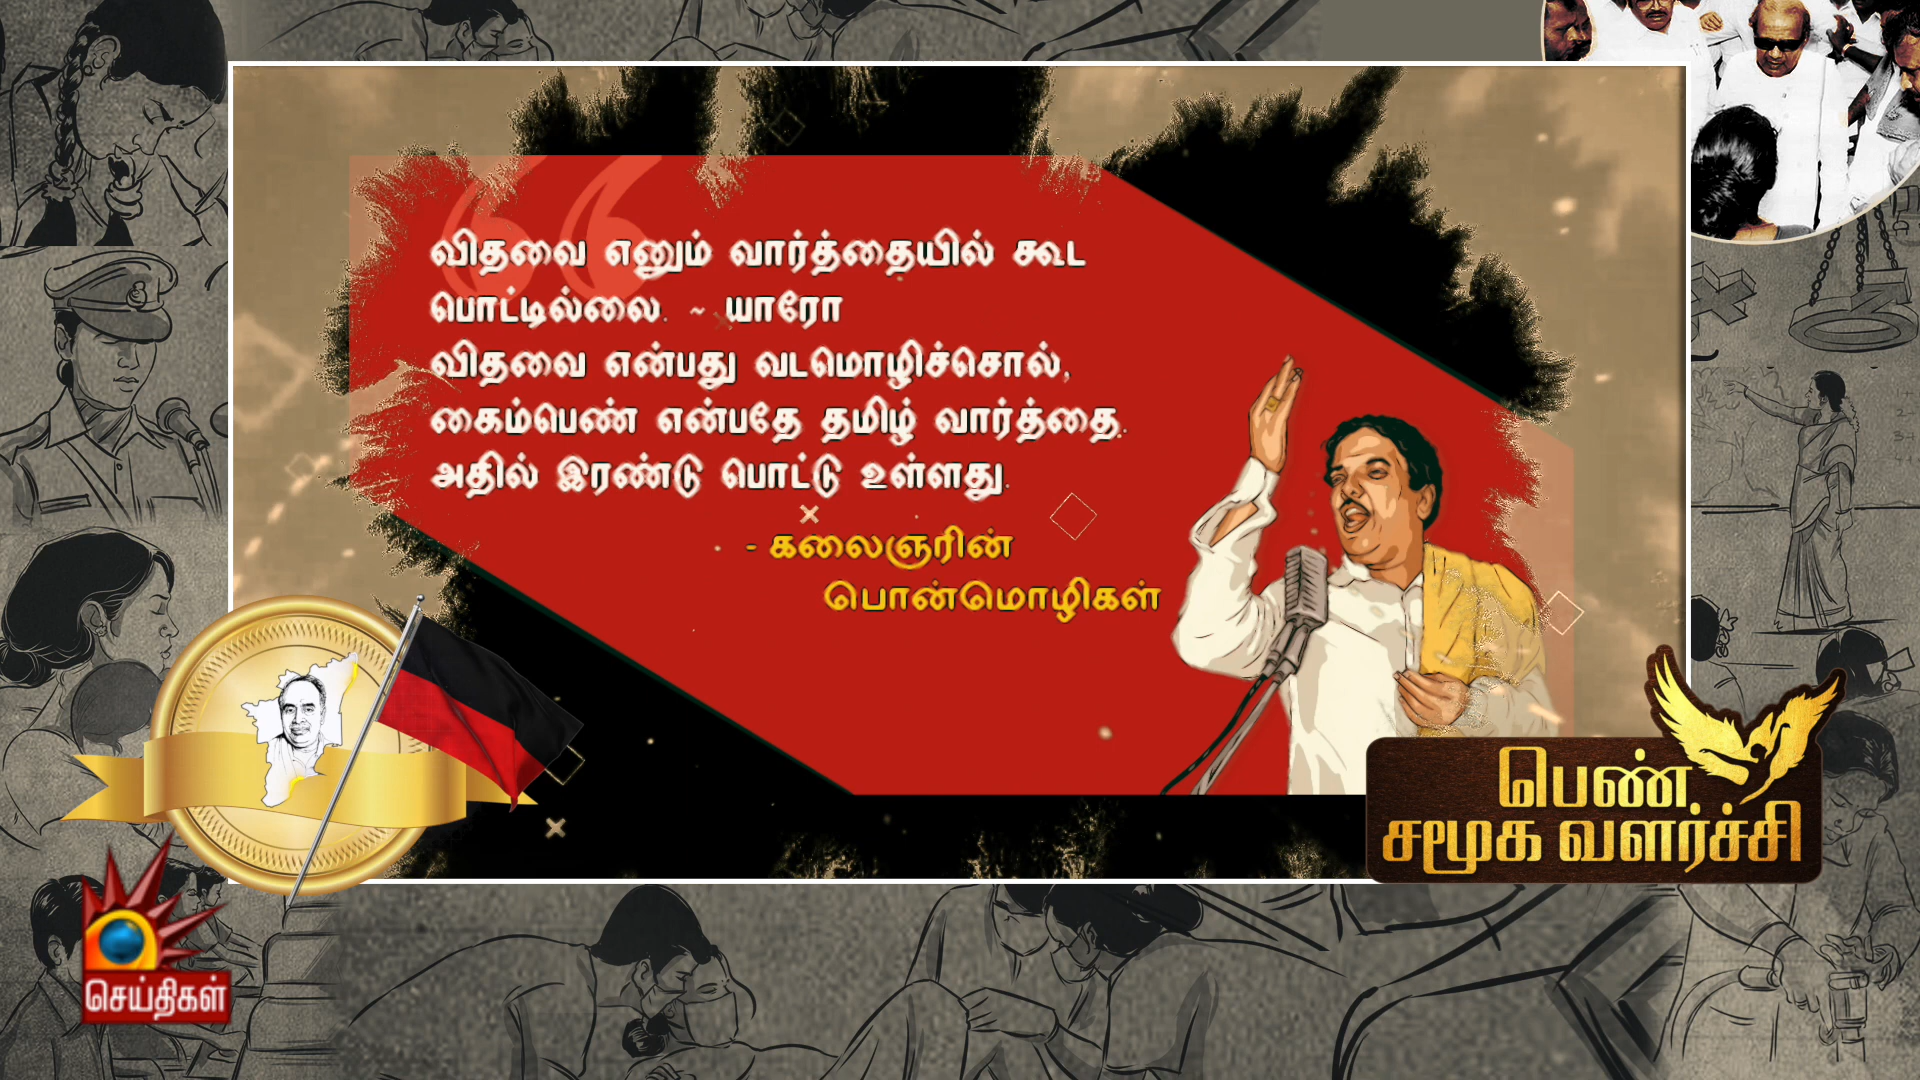 விதவை எனும் வார்த்தையில் கூட
பொட்டில்லை. ~ யாரோ
விதவை என்பது வடமொழிச்சொல்,
கைம்பெண் என்பதே தமிழ் வார்த்தை.
அதில் இரண்டு பொட்டு உள்ளது.
- கலைஞரின்
பொன்மொழிகள்
பெண்
சமூக வளர்ச்சி
செய்திகள்